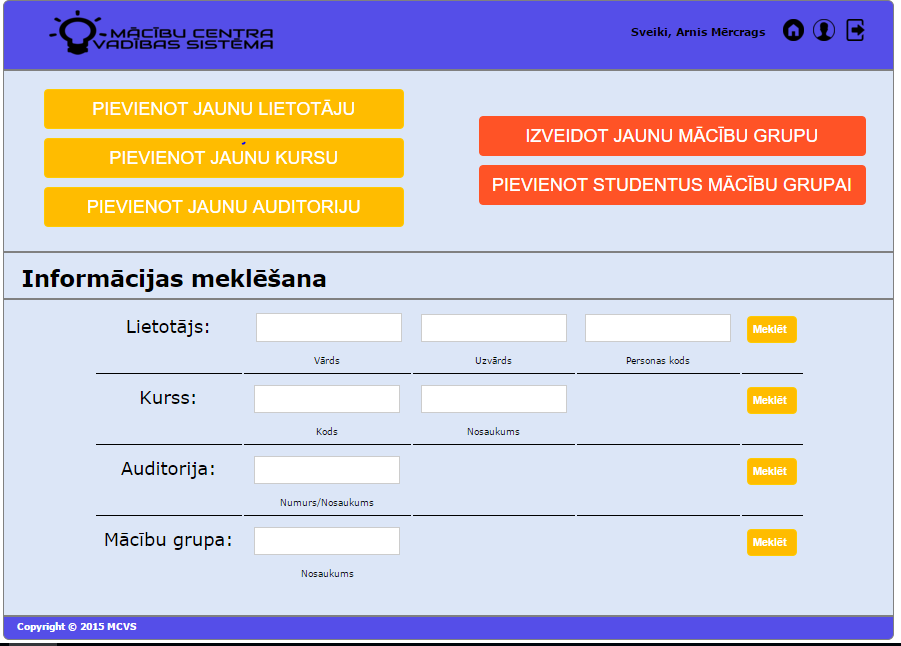 MĀCĪBU CENTRA
VADĪBAS SISTĒMA
Sveiki, Arnis Mērcrags
PIEVIENOT JAUNU LIETOTĀJU
PIEVIENOT JAUNU KURSU
PIEVIENOT JAUNU AUDITORIJU
IZVEIDOT JAUNU MĀCĪBU GRUPU
PIEVIENOT STUDENTUS MĀCĪBU GRUPAI
Informācijas meklēšana
Lietotājs:
Meklēt
Vārds
Uzvārds
Personas kods
Kurss:
Meklēt
Kods
Nosaukums
Auditorija:
Meklēt
Numurs/Nosaukums
Mācību grupa:
Meklēt
Nosaukums
Copyright © 2015 MCVS